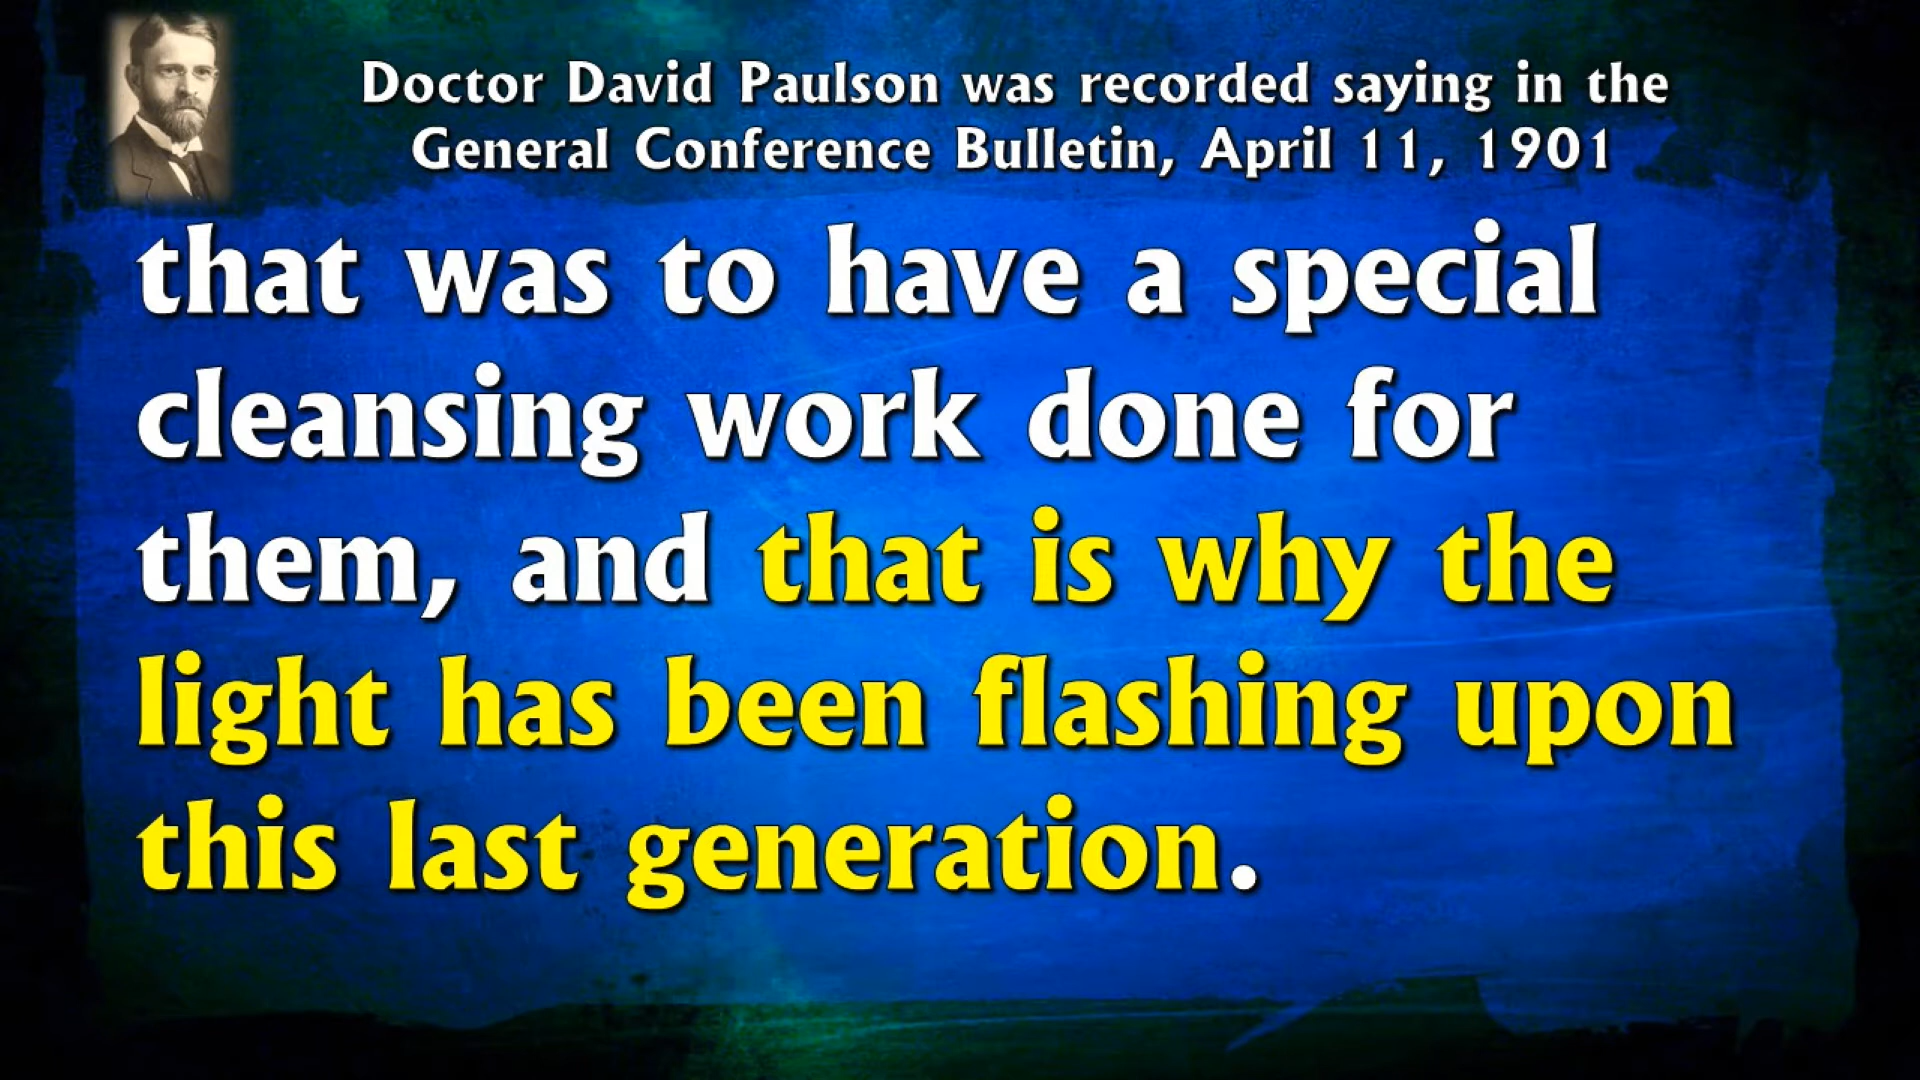 Doctor David Paulson was recorded saying in the
General Conference Bulletin, April 11, 1901
that was to have a special
cleansing work done for
them, and that is why the
light has been flashing upon
this last generation.